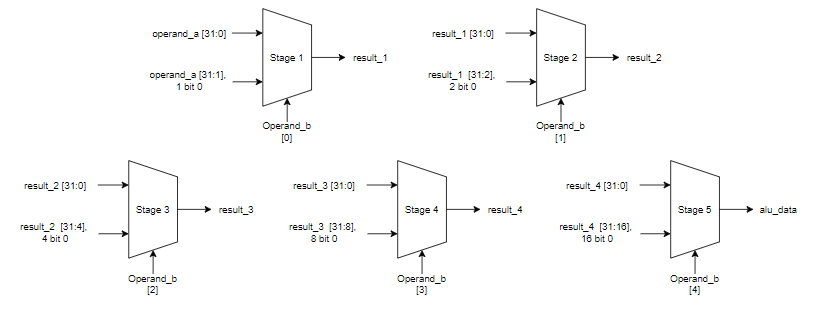 operand_a [31:0]
Stage 1
result_1
operand_a [31:1],
1 bit 0
Operand_b
[0]
result_1 [31:0]
Stage 2
result_2
result_1  [31:2],
2 bit 0
Operand_b
[1]
result_2 [31:0]
Stage 3
result_3
result_2  [31:4],
4 bit 0
Operand_b
[2]
result_3 [31:0]
Stage 4
result_4
result_3  [31:8],
8 bit 0
Operand_b
[3]
result_4 [31:0]
Stage 5
alu_data
result_4  [31:16],
16 bit 0
Operand_b
[4]